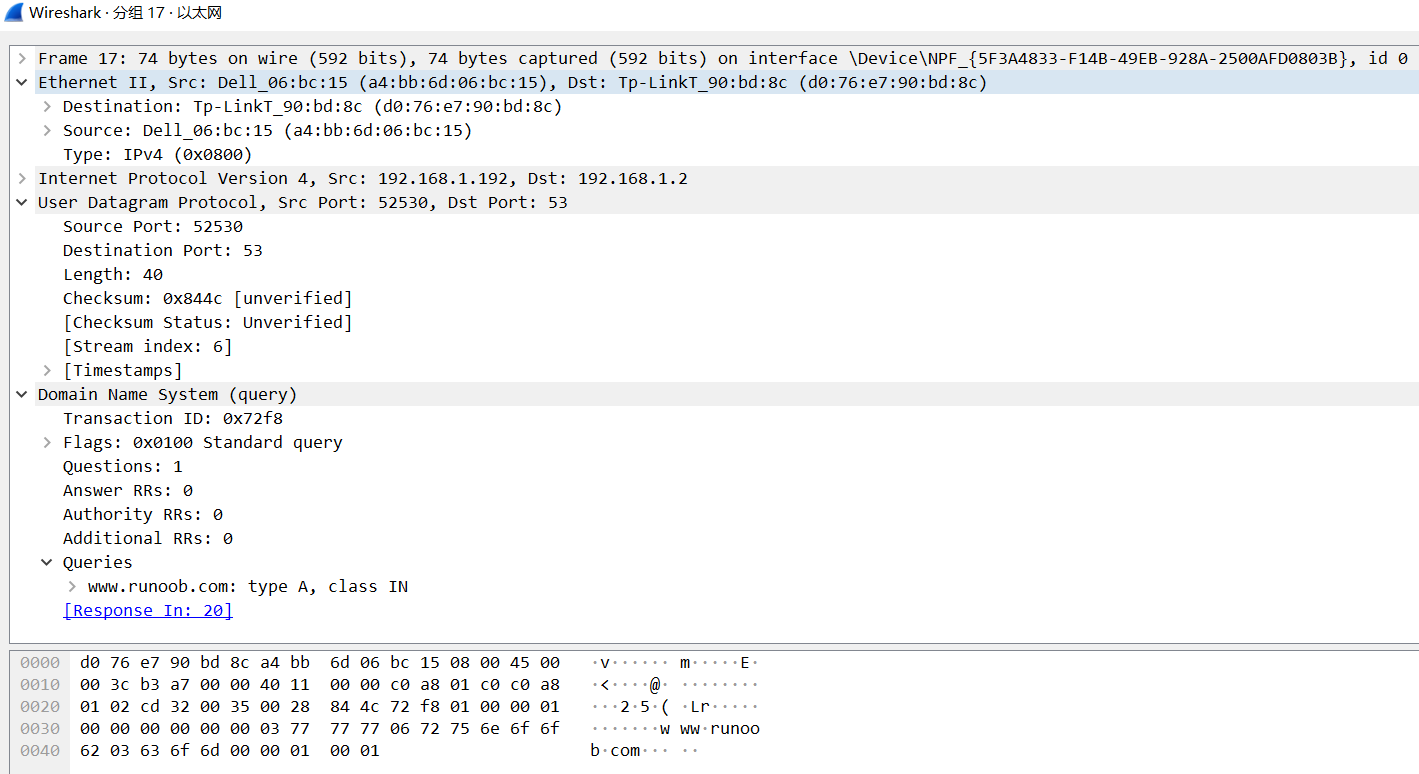 Wireshark · 分组 17 · 以太网
Frame 17: 74 bytes on wire (592 bits), 74 bytes captured (592 bits) on interface \Device\NPF_{5F3A4833-F14B-49EB-928A-2500AFD0803B}, id 0
Ethernet II, Src: Dell_06:bc:15 (a4:bb:6d:06:bc:15), Dst: Tp-LinkT_90:bd:8c (d0:76:e7:90:bd:8c)
Destination: Tp-LinkT_90:bd:8c (d0:76:e7:90:bd:8c)
Source: Dell_06:bc:15 (a4:bb:6d:06:bc:15)
Type: IPv4 (0x0800)
Internet Protocol Version 4, Src: 192.168.1.192, Dst: 192.168.1.2
User Datagram Protocol, Src Port: 52530, Dst Port: 53
Source Port: 52530
Destination Port: 53
Length: 40
Checksum: 0x844c [unverified]
[Checksum Status: Unverified]
[Stream index: 6]
[Timestamps]
Domain Name System (query)
Transaction ID: 0x72f8
Flags: 0x0100 Standard query
Questions: 1
Answer RRs: 0
Authority RRs: 0
Additional RRs: 0
Queries
www.runoob.com: type A, class IN
[Response In: 20]
0000 d0 76 e7 90 bd 8c a4 bb 6d 06 bc 15 08 00 45 00 ·v······ m·····E·
0010 00 3c b3 a7 00 00 40 11 00 00 c0 a8 01 c0 c0 a8 ·<····@· ········
0020 01 02 cd 32 00 35 00 28 84 4c 72 f8 01 00 00 01 ···2·5·( ·Lr·····
0030 00 00 00 00 00 00 03 77 77 77 06 72 75 6e 6f 6f ·······w ww·runoo
0040 62 03 63 6f 6d 00 00 01 00 01 b·com··· ··